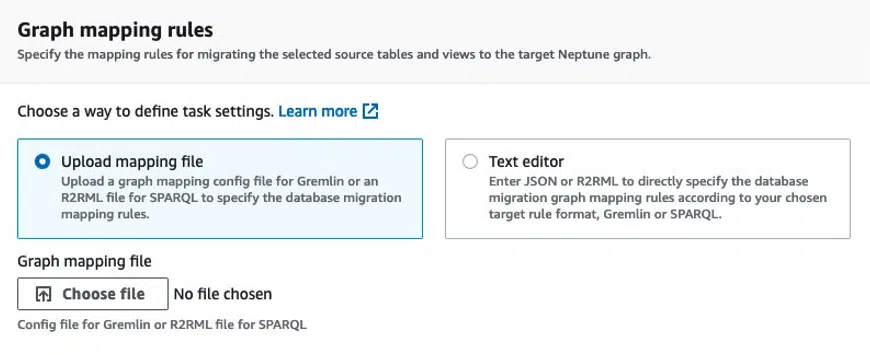 Graph mapping rules
Specify the mapping rules for migrating the selected source tables and views to the target Neptune graph.
Choose a way to define task settings. Learn more
Upload mapping file
Upload a graph mapping config file for Gremlin or an
R2RML file for SPARQL to specify the database migration
mapping rules.
Text editor
Enter JSON or R2RML to directly specify the database
migration graph mapping rules according to your chosen
target rule format, Gremlin or SPARQL.
Graph mapping file
Choose file No file chosen
Config file for Gremlin or R2RML file for SPARQL